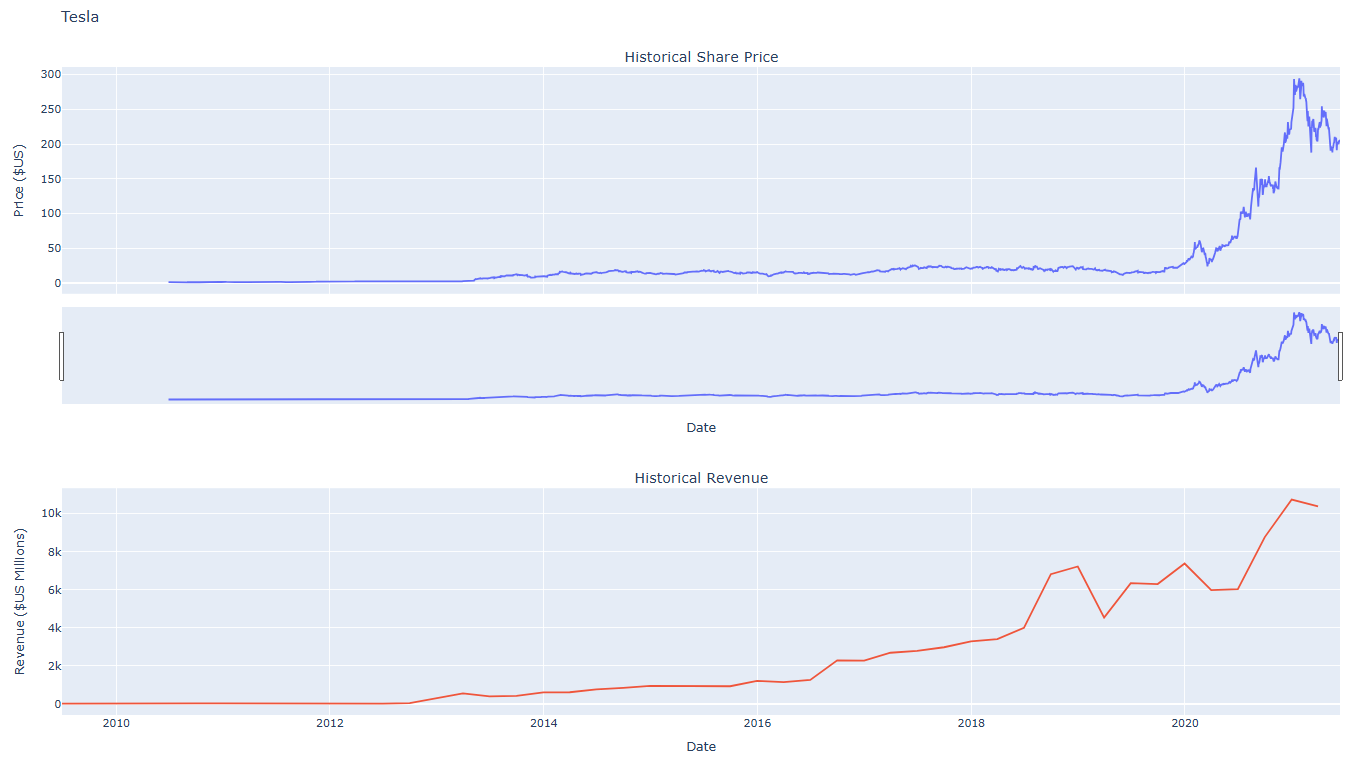 Tesla
Historical Share Price
Price ($US)
300
250
200
150
100
50
0
Date
Historical Revenue
Revenue ($US Millions)
10k
8k
6k
4k
2k
0
2010 2012 2014 2016 2018 2020
Date